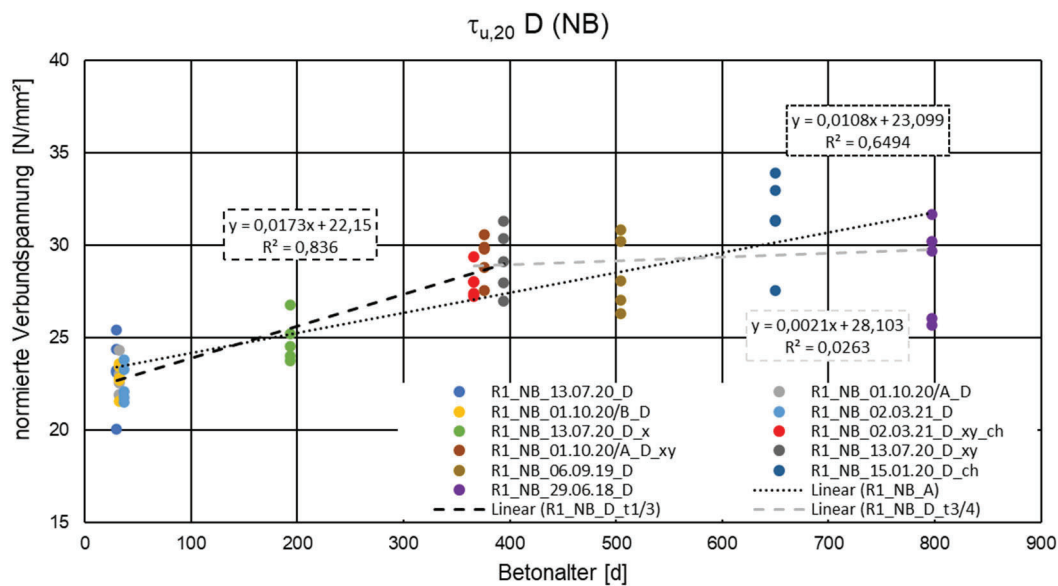 τu,20 D (NB)
normierte Verbundspannung [N/mm²]
40
35
30
25
20
15
y = 0,0108x + 23,099
R² = 0,6494
y = 0,0173x + 22,15
R² = 0,836
y = 0,0021x + 28,103
R² = 0,0263
R1_NB_13.07.20_D
R1_NB_01.10.20/A_D
R1_NB_01.10.20/B_D
R1_NB_02.03.21_D
R1_NB_13.07.20_D_x
R1_NB_02.03.21_D_xy_ch
R1_NB_01.10.20/A_D_xy
R1_NB_13.07.20_D_xy
R1_NB_06.09.19_D
R1_NB_15.01.20_D_ch
R1_NB_29.06.18_D
Linear (R1_NB_A)
Linear (R1_NB_D_t1/3)
Linear (R1_NB_D_t3/4)
0 100 200 300 400 500 600 700 800 900
Betonalter [d]